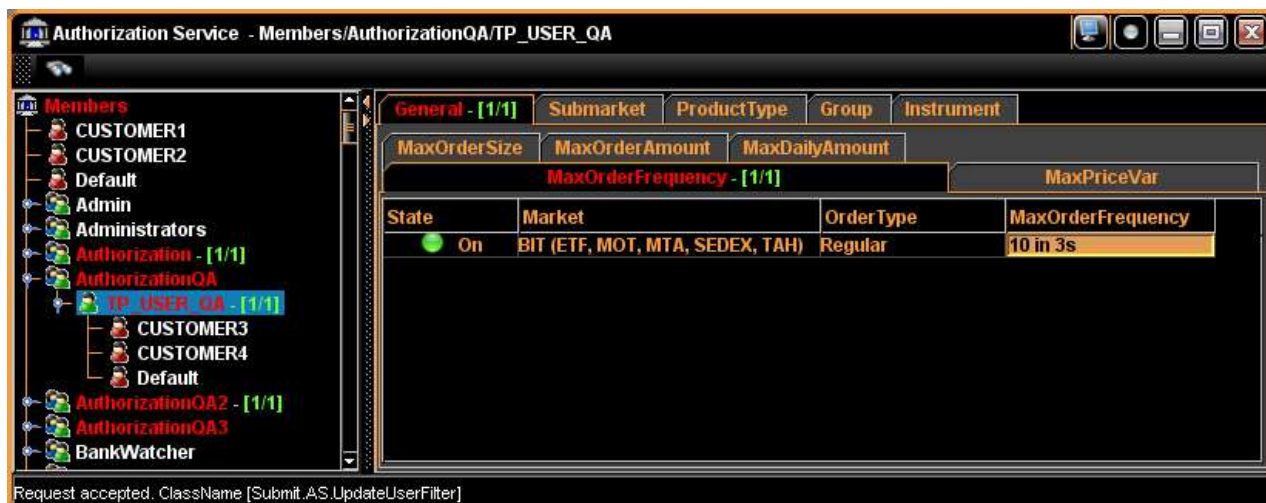 Authorization Service - Members/AuthorizationQA/TP_USER_QA
Members
CUSTOMER1
CUSTOMER2
Default
Admin
Administrators
Authorization - [1/1]
AuthorizationQA
TP_USER_QA - [1/1]
CUSTOMER3
CUSTOMER4
Default
AuthorizationQA2 - [1/1]
AuthorizationQA3
BankWatcher
General - [1/1] Submarket ProductType Group Instrument
MaxOrderSize MaxOrderAmount MaxDailyAmount
MaxOrderFrequency - [1/1] MaxPriceVar
State Market OrderType MaxOrderFrequency
On BIT (ETF, MOT, MTA, SEDEX, TAH) Regular 10 in 3s
Request accepted. ClassName [Submit.AS.UpdateUserFilter]